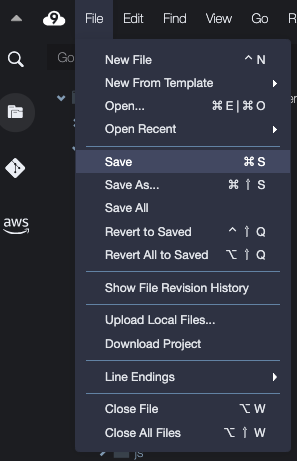 9 File Edit Find View Go R
Go
New File ^ N
New From Template
Open... ⌘ E | ⌘ O
Open Recent
Save ⌘ S
Save As... ⌘ ⇧ S
Save All
Revert to Saved ^ ⇧ Q
Revert All to Saved ⌥ ⇧ Q
Show File Revision History
Upload Local Files...
Download Project
aws
Line Endings
Close File ⌥ W
Close All Files ⌥ ⇧ W
js